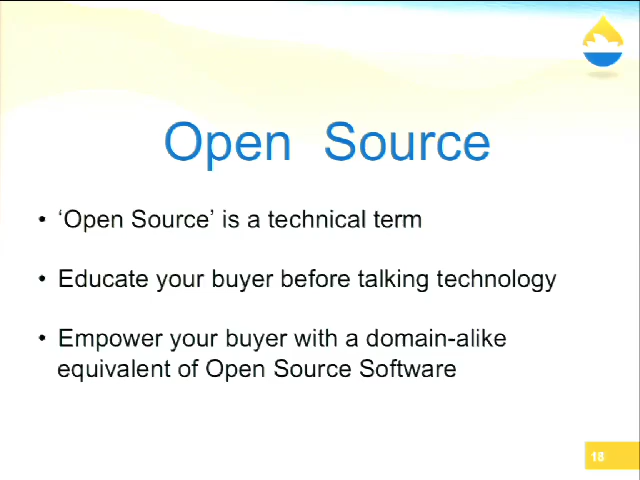 Open Source
• ‘Open Source’ is a technical term
• Educate your buyer before talking technology
• Empower your buyer with a domain-alike
equivalent of Open Source Software
18